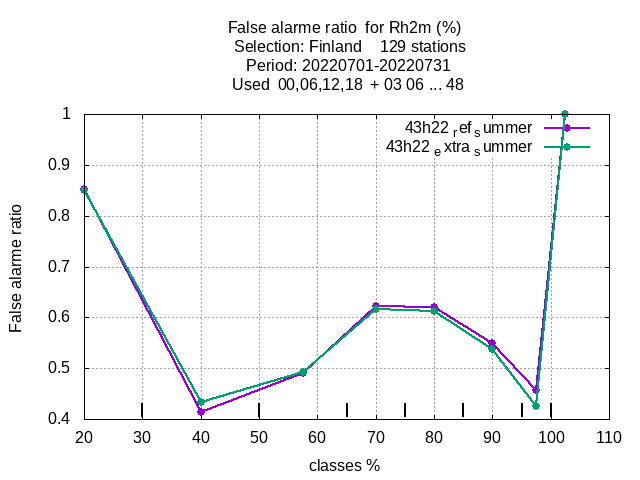 False alarme ratio  for Rh2m (%)
Selection: Finland    129 stations
Period: 20220701-20220731
Used  00,06,12,18  + 03 06 ... 48
43h22 ref summer
43h22 extra summer
1
0.9
0.8
0.7
0.6
0.5
0.4
False alarme ratio
20 30 40 50 60 70 80 90 100 110
classes %